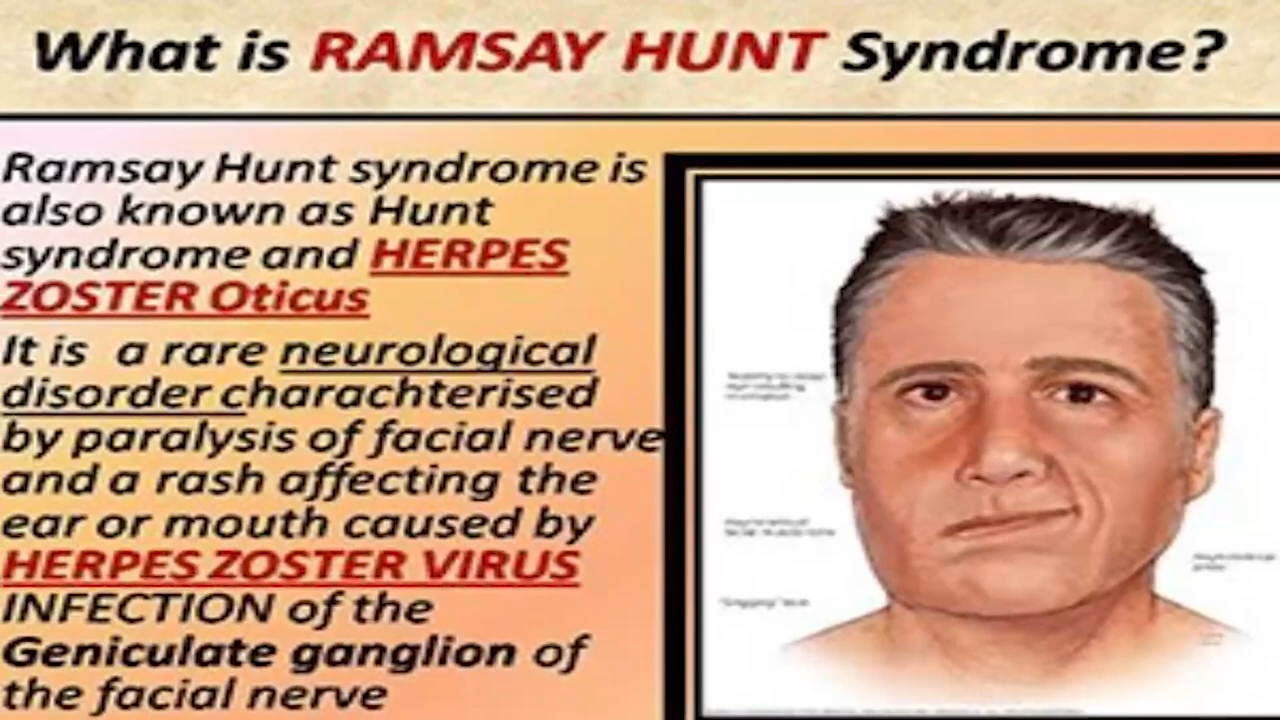 What is RAMSAY HUNT Syndrome?
Ramsay Hunt syndrome is
also known as Hunt
syndrome and HERPES
ZOSTER Oticus
It is a rare neurological
disorder charachterised
by paralysis of facial nerve
and a rash affecting the
ear or mouth caused by
HERPES ZOSTER VIRUS
INFECTION of the
Geniculate ganglion of
the facial nerve